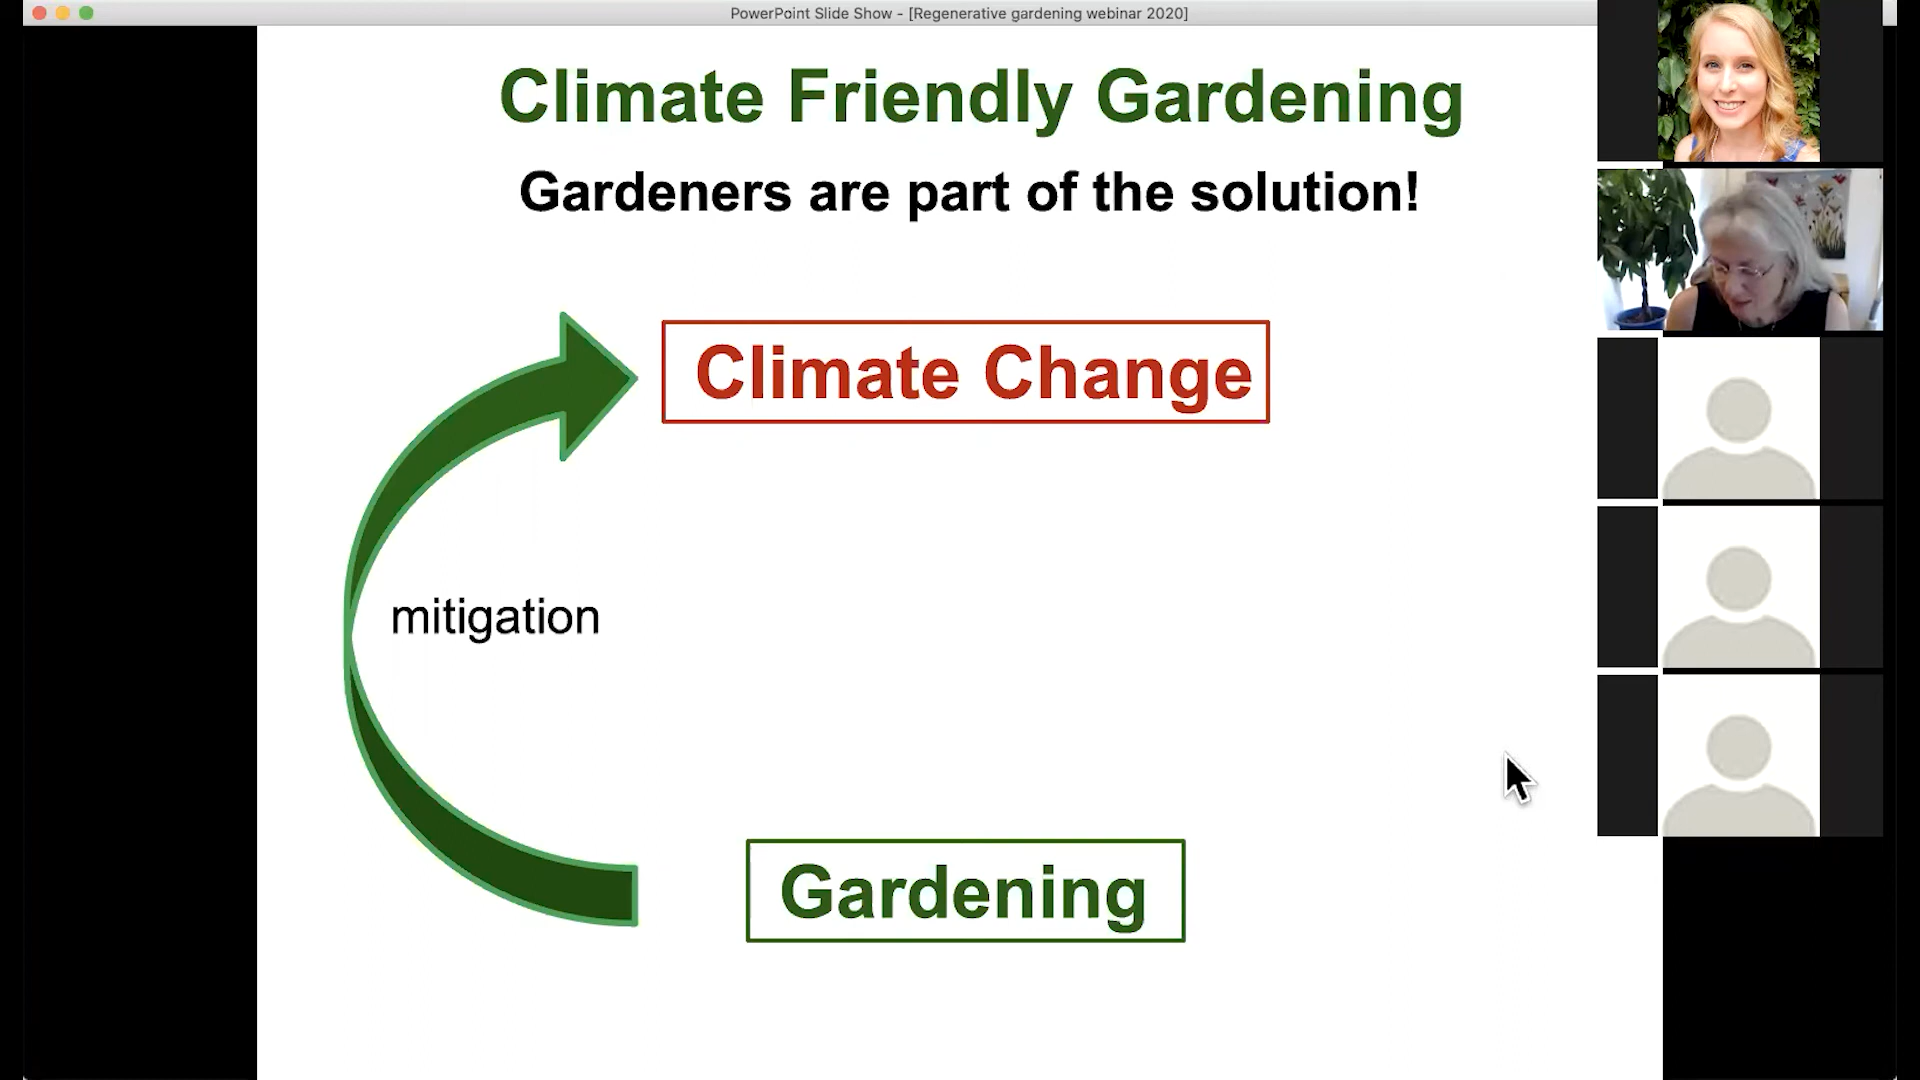 PowerPoint Slide Show - [Regenerative gardening webinar 2020]
Climate Friendly Gardening
Gardeners are part of the solution!
Climate Change
mitigation
Gardening